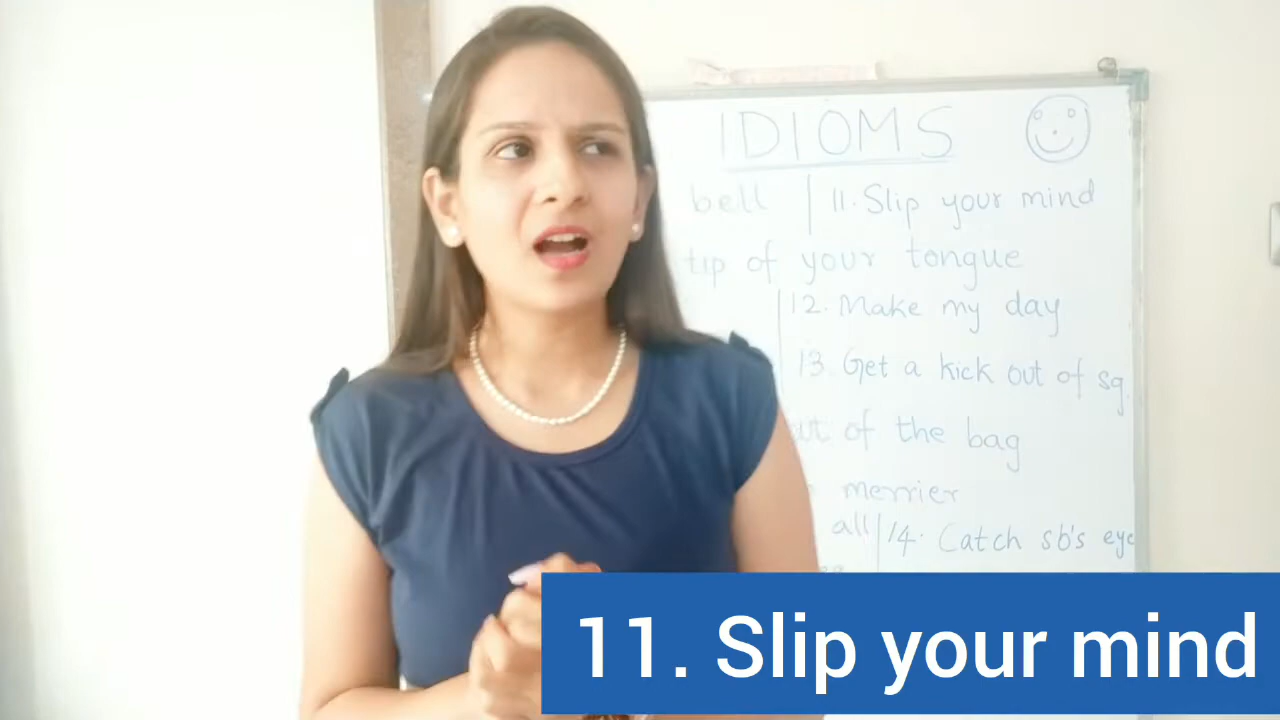 IDIOMS
bell | 11. Slip your mind
tip of your tongue
12. Make my day
13. Get a kick out of sg.
of the bag
merrier
all | 14. Catch sb's eye
11. Slip your mind